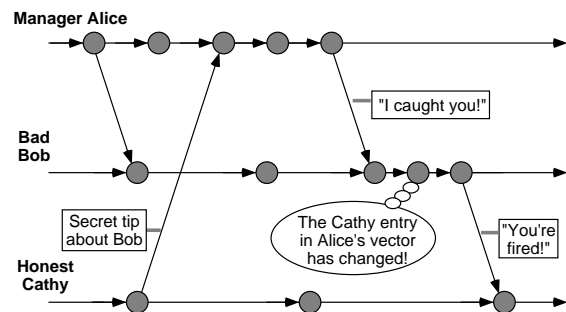 Manager Alice
"I caught you!"
Bad
Bob
Secret tip
about Bob
The Cathy entry
in Alice's vector
has changed!
"You're
fired!"
Honest
Cathy